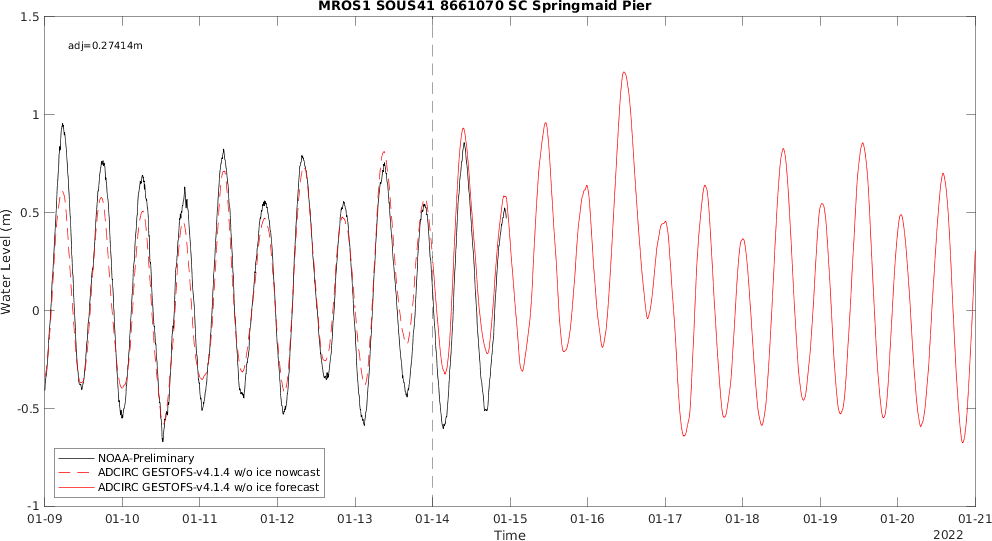 MROS1 SOUS41 8661070 SC Springmaid Pier
adj=0.27414m
1.5
1
0.5
0
-0.5
-1
Water Level (m)
NOAA-Preliminary
ADCIRC GESTOFS-v4.1.4 w/o ice nowcast
ADCIRC GESTOFS-v4.1.4 w/o ice forecast
01-09 01-10 01-11 01-12 01-13 01-14 01-15 01-16 01-17 01-18 01-19 01-20 01-21
Time
2022